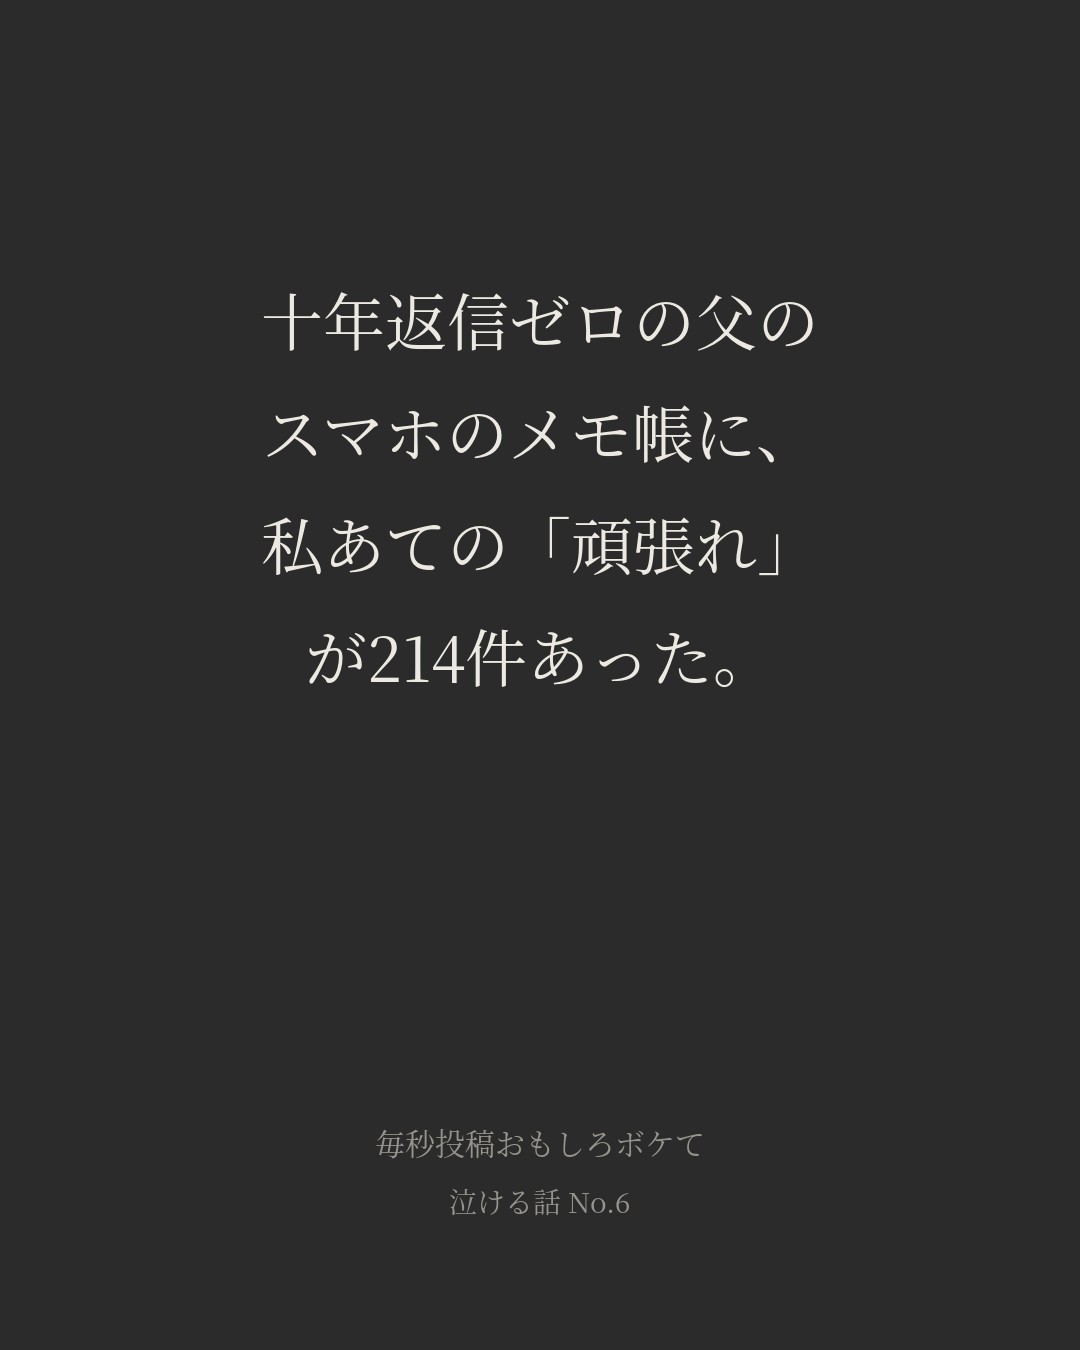 十年返信ゼロの父の
スマホのメモ帳に、
私あての「頑張れ」
が214件あった。
毎秒投稿おもしろボケて
泣ける話 No.6